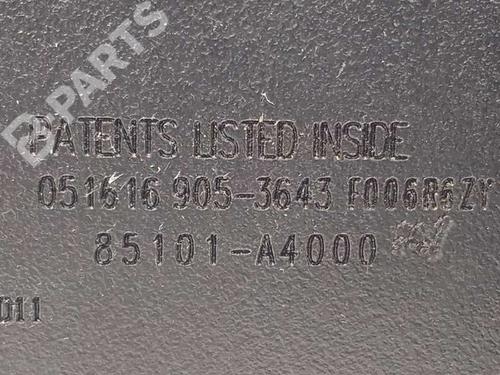 B-PARTS
PATENTS LISTED INSIDE
051616 905-3643 F006R6ZY
85101-A4000
011